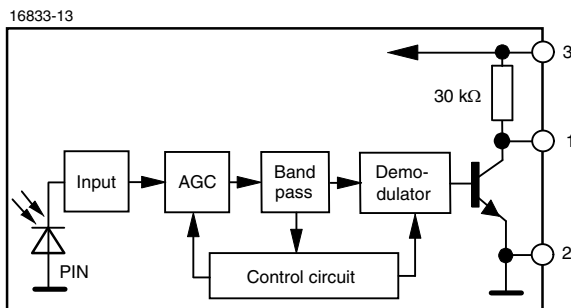 16833-13
3
30 kΩ
1
Input
AGC
Band
pass
Demo-
dulator
2
PIN
Control circuit